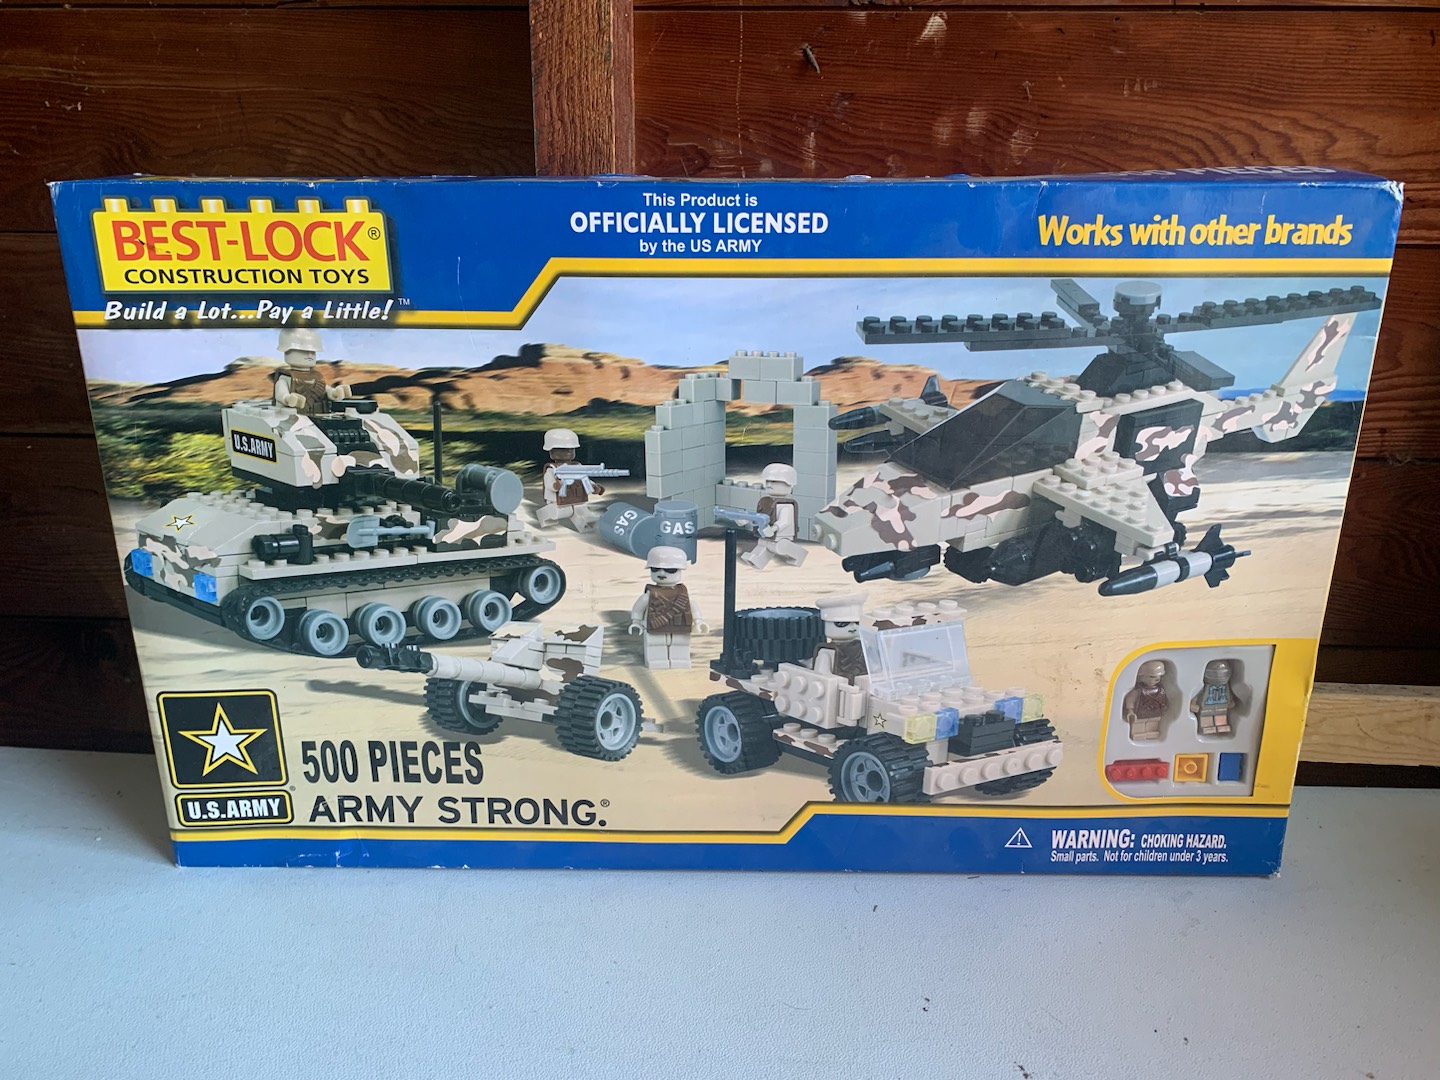 500 PIECES
BEST-LOCK®
CONSTRUCTION TOYS
Build a Lot...Pay a Little!™
This Product is
OFFICIALLY LICENSED
by the US ARMY
Works with other brands
U.S.ARMY
GAS
GAS
U.S.ARMY®
500 PIECES
ARMY STRONG.®
WARNING: CHOKING HAZARD.
Small parts. Not for children under 3 years.